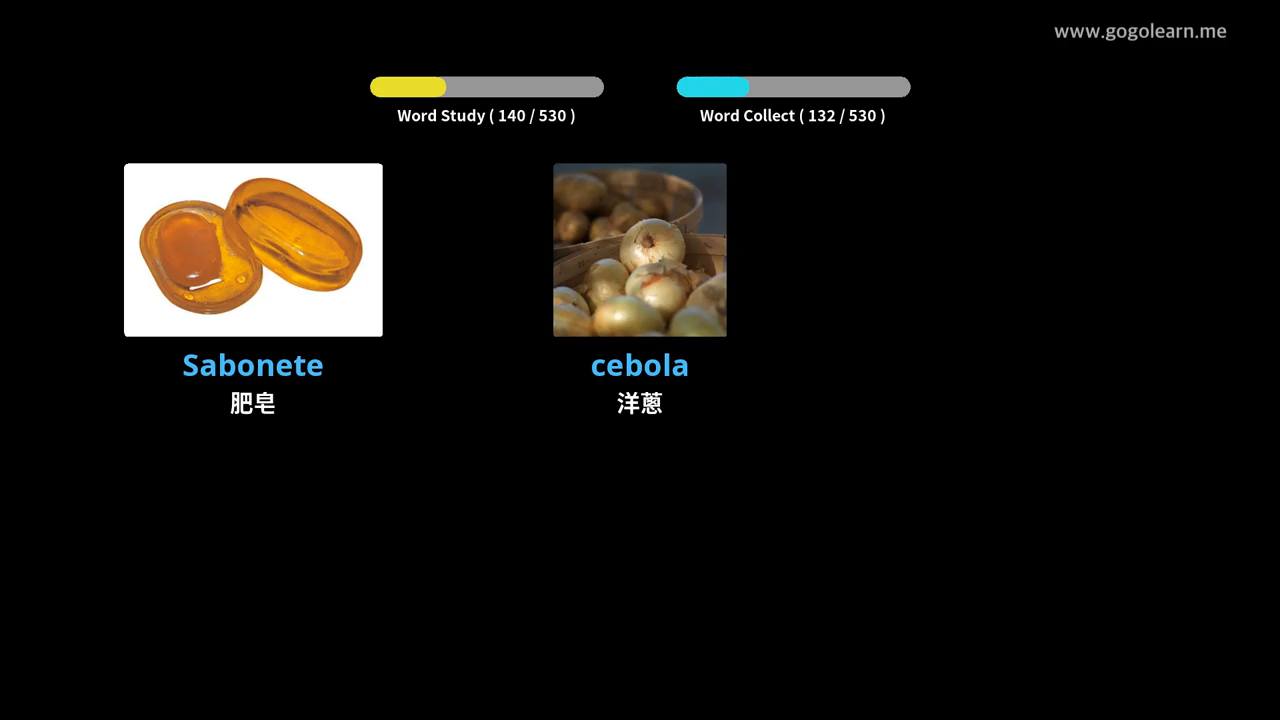 www.gogolearn.me
Word Study ( 140 / 530 )
Word Collect ( 132 / 530 )
Sabonete
肥皂
cebola
洋蔥